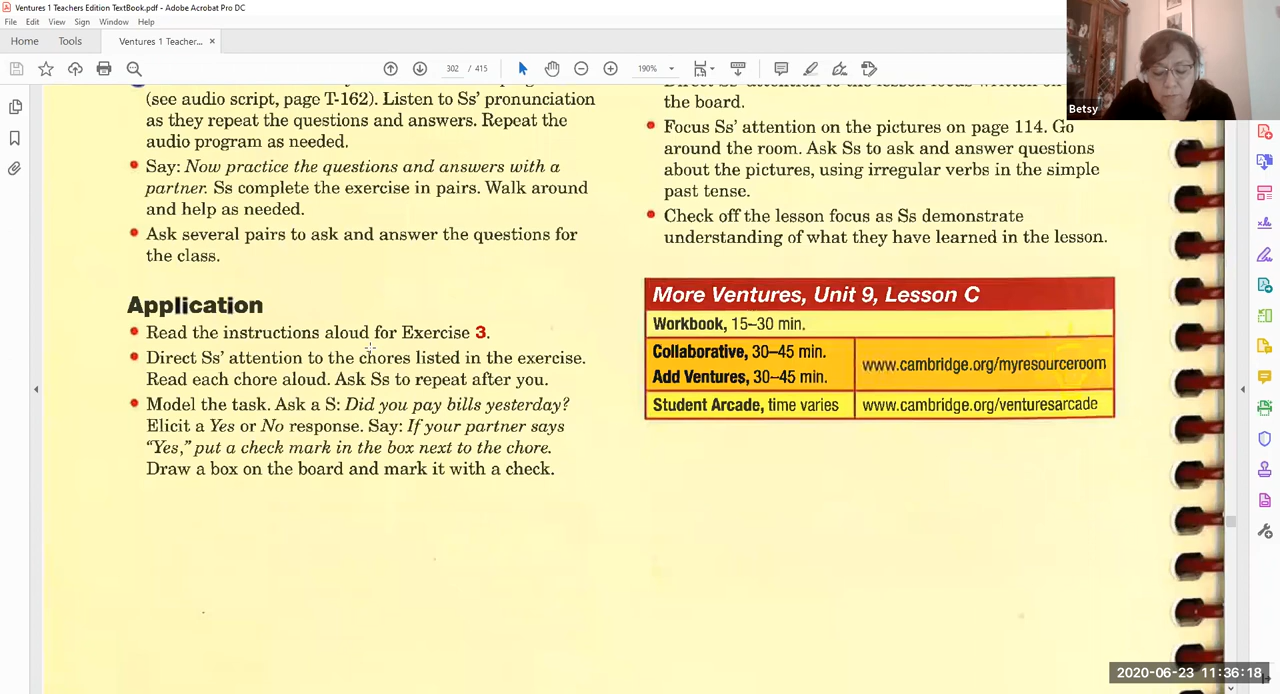 Ventures 1 Teachers Edition TextBook.pdf - Adobe Acrobat Pro DC
File Edit View Sign Window Help
Home Tools Ventures 1 Teacher... ×
302 / 415 190%
(see audio script, page T-162). Listen to Ss' pronunciation
as they repeat the questions and answers. Repeat the
audio program as needed.
Say: Now practice the questions and answers with a
partner. Ss complete the exercise in pairs. Walk around
and help as needed.
Ask several pairs to ask and answer the questions for
the class.
Application
Read the instructions aloud for Exercise 3.
Direct Ss' attention to the chores listed in the exercise.
Read each chore aloud. Ask Ss to repeat after you.
Model the task. Ask a S: Did you pay bills yesterday?
Elicit a Yes or No response. Say: If your partner says
"Yes," put a check mark in the box next to the chore.
Draw a box on the board and mark it with a check.
Direct Ss' attention to the lesson focus written on
the board.
Focus Ss' attention on the pictures on page 114. Go
around the room. Ask Ss to ask and answer questions
about the pictures, using irregular verbs in the simple
past tense.
Check off the lesson focus as Ss demonstrate
understanding of what they have learned in the lesson.
More Ventures, Unit 9, Lesson C
Workbook, 15–30 min.
Collaborative, 30–45 min.
Add Ventures, 30–45 min.
www.cambridge.org/myresourceroom
Student Arcade, time varies www.cambridge.org/venturesarcade
Betsy
2020-06-23 11:36:18